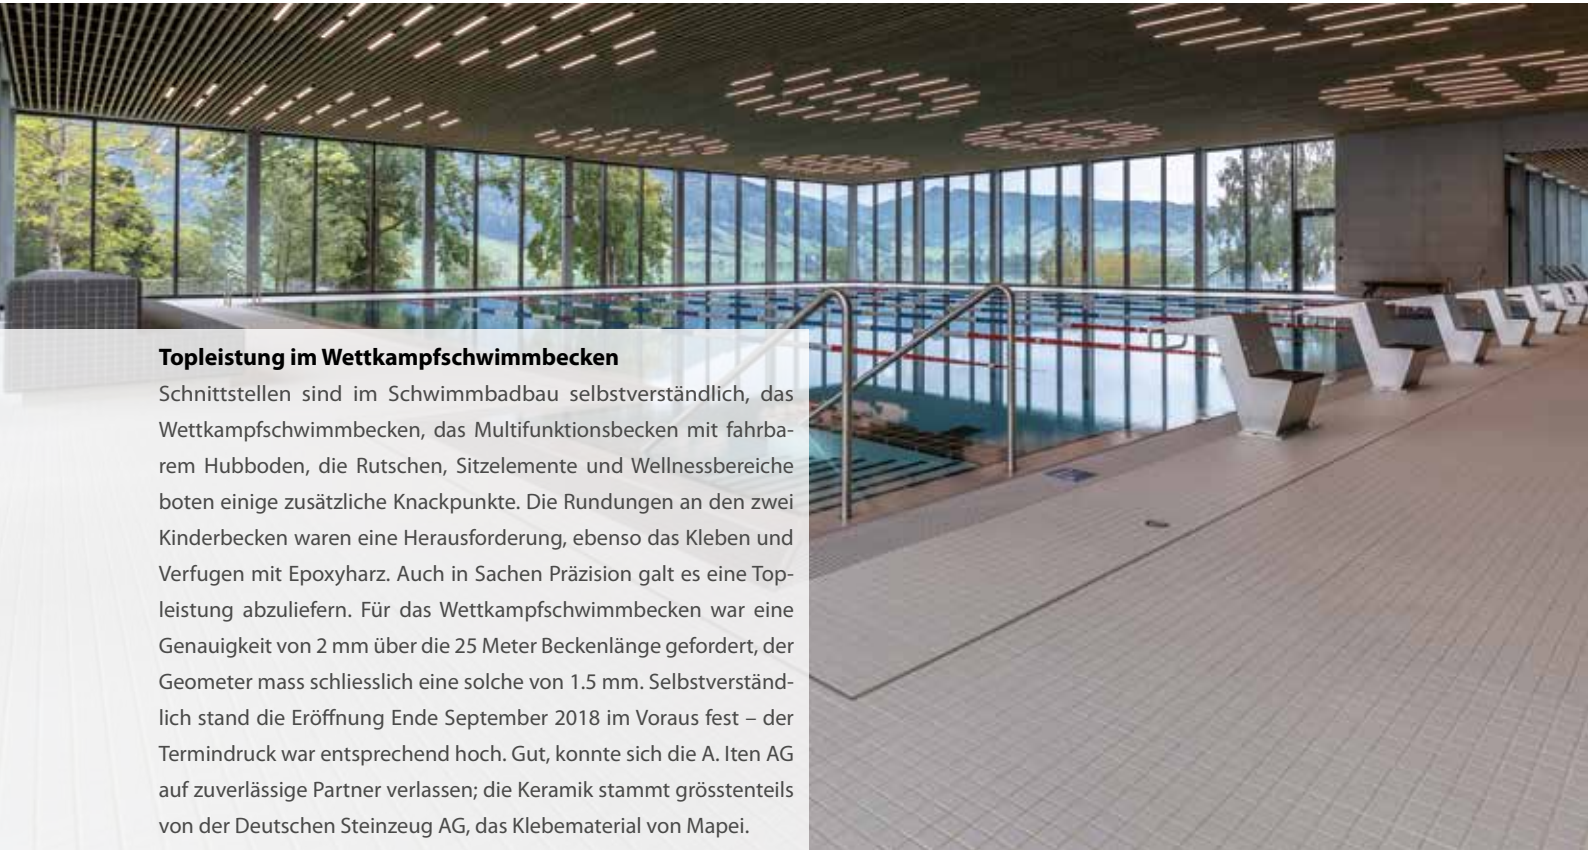 Topleistung im Wettkampfschwimmbecken
Schnittstellen sind im Schwimmbadbau selbstverständlich, das
Wettkampfschwimmbecken, das Multifunktionsbecken mit fahrba-
rem Hubboden, die Rutschen, Sitzelemente und Wellnessbereiche
boten einige zusätzliche Knackpunkte. Die Rundungen an den zwei
Kinderbecken waren eine Herausforderung, ebenso das Kleben und
Verfugen mit Epoxyharz. Auch in Sachen Präzision galt es eine Top-
leistung abzuliefern. Für das Wettkampfschwimmbecken war eine
Genauigkeit von 2 mm über die 25 Meter Beckenlänge gefordert, der
Geometer mass schliesslich eine solche von 1.5 mm. Selbstverständ-
lich stand die Eröffnung Ende September 2018 im Voraus fest – der
Termindruck war entsprechend hoch. Gut, konnte sich die A. Iten AG
auf zuverlässige Partner verlassen; die Keramik stammt grösstenteils
von der Deutschen Steinzeug AG, das Klebematerial von Mapei.